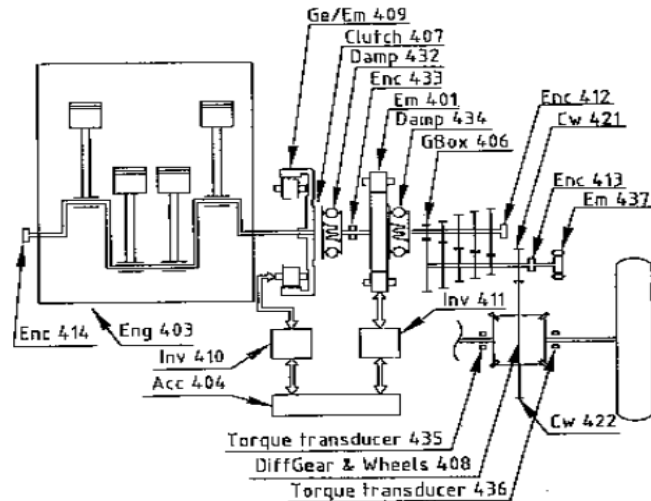 Ge/Em 409
Clutch 407
Damp 432
Enc 433
Em 401
Damp 434
GBox 406
Enc 412
Cw 421
Enc 413
Em 437
Enc 414
Eng 403
Inv 410
Inv 411
Acc 404
Cw 422
Torque transducer 435
DiffGear & Wheels 408
Torque transducer 436